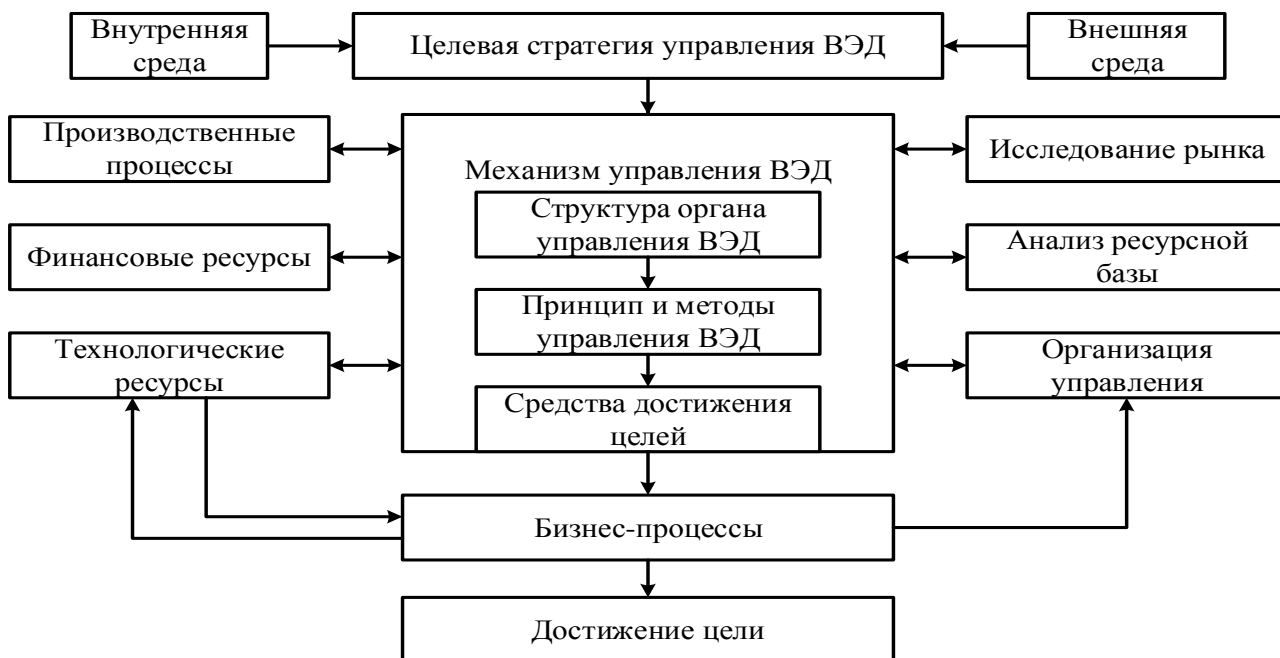 Внутренняя
среда
Целевая стратегия управления ВЭД
Внешняя
среда
Производственные
процессы
Механизм управления ВЭД
Исследование рынка
Структура органа
управления ВЭД
Финансовые ресурсы
Анализ ресурсной
базы
Принцип и методы
управления ВЭД
Технологические
ресурсы
Организация
управления
Средства достижения
целей
Бизнес-процессы
Достижение цели